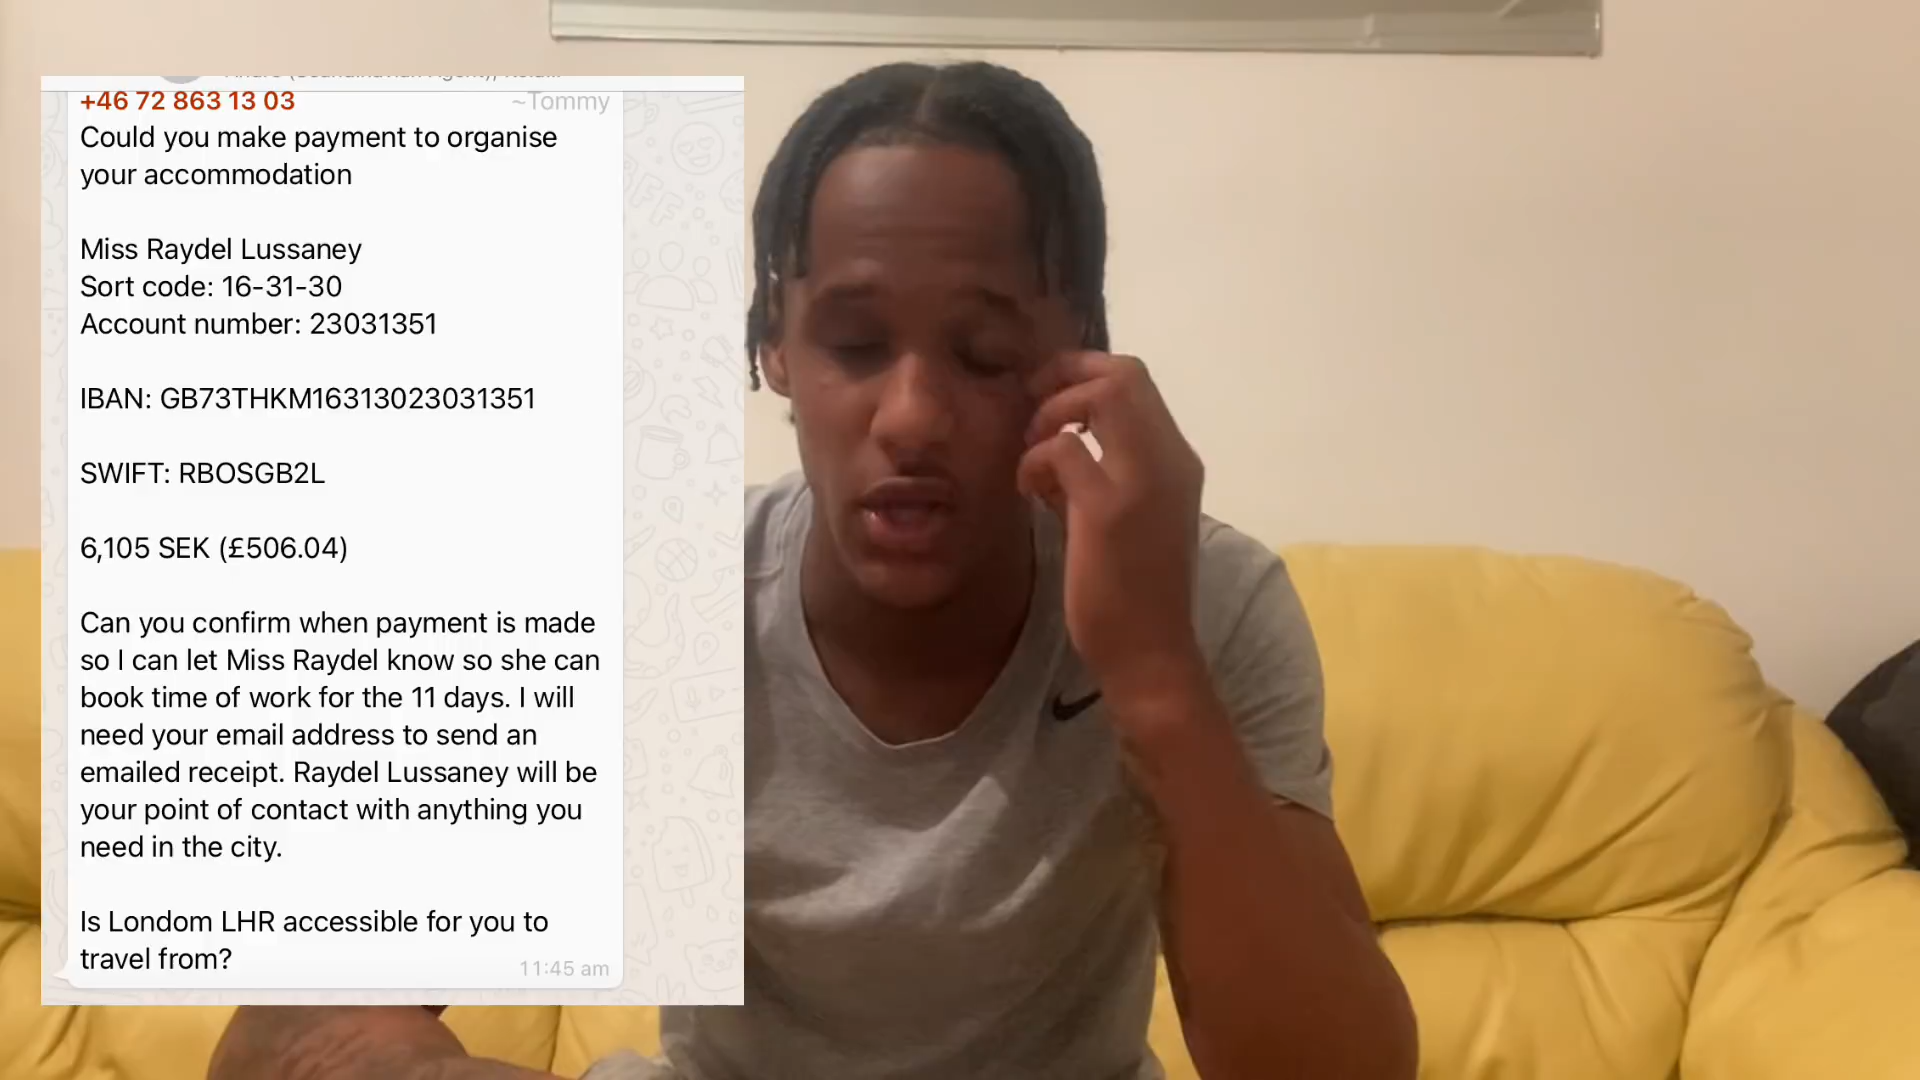 +46 72 863 13 03
~Tommy
Could you make payment to organise
your accommodation
Miss Raydel Lussaney
Sort code: 16-31-30
Account number: 23031351
IBAN: GB73THKM16313023031351
SWIFT: RBOSGB2L
6,105 SEK (£506.04)
Can you confirm when payment is made
so I can let Miss Raydel know so she can
book time of work for the 11 days. I will
need your email address to send an
emailed receipt. Raydel Lussaney will be
your point of contact with anything you
need in the city.
Is Londom LHR accessible for you to
travel from?
11:45 am